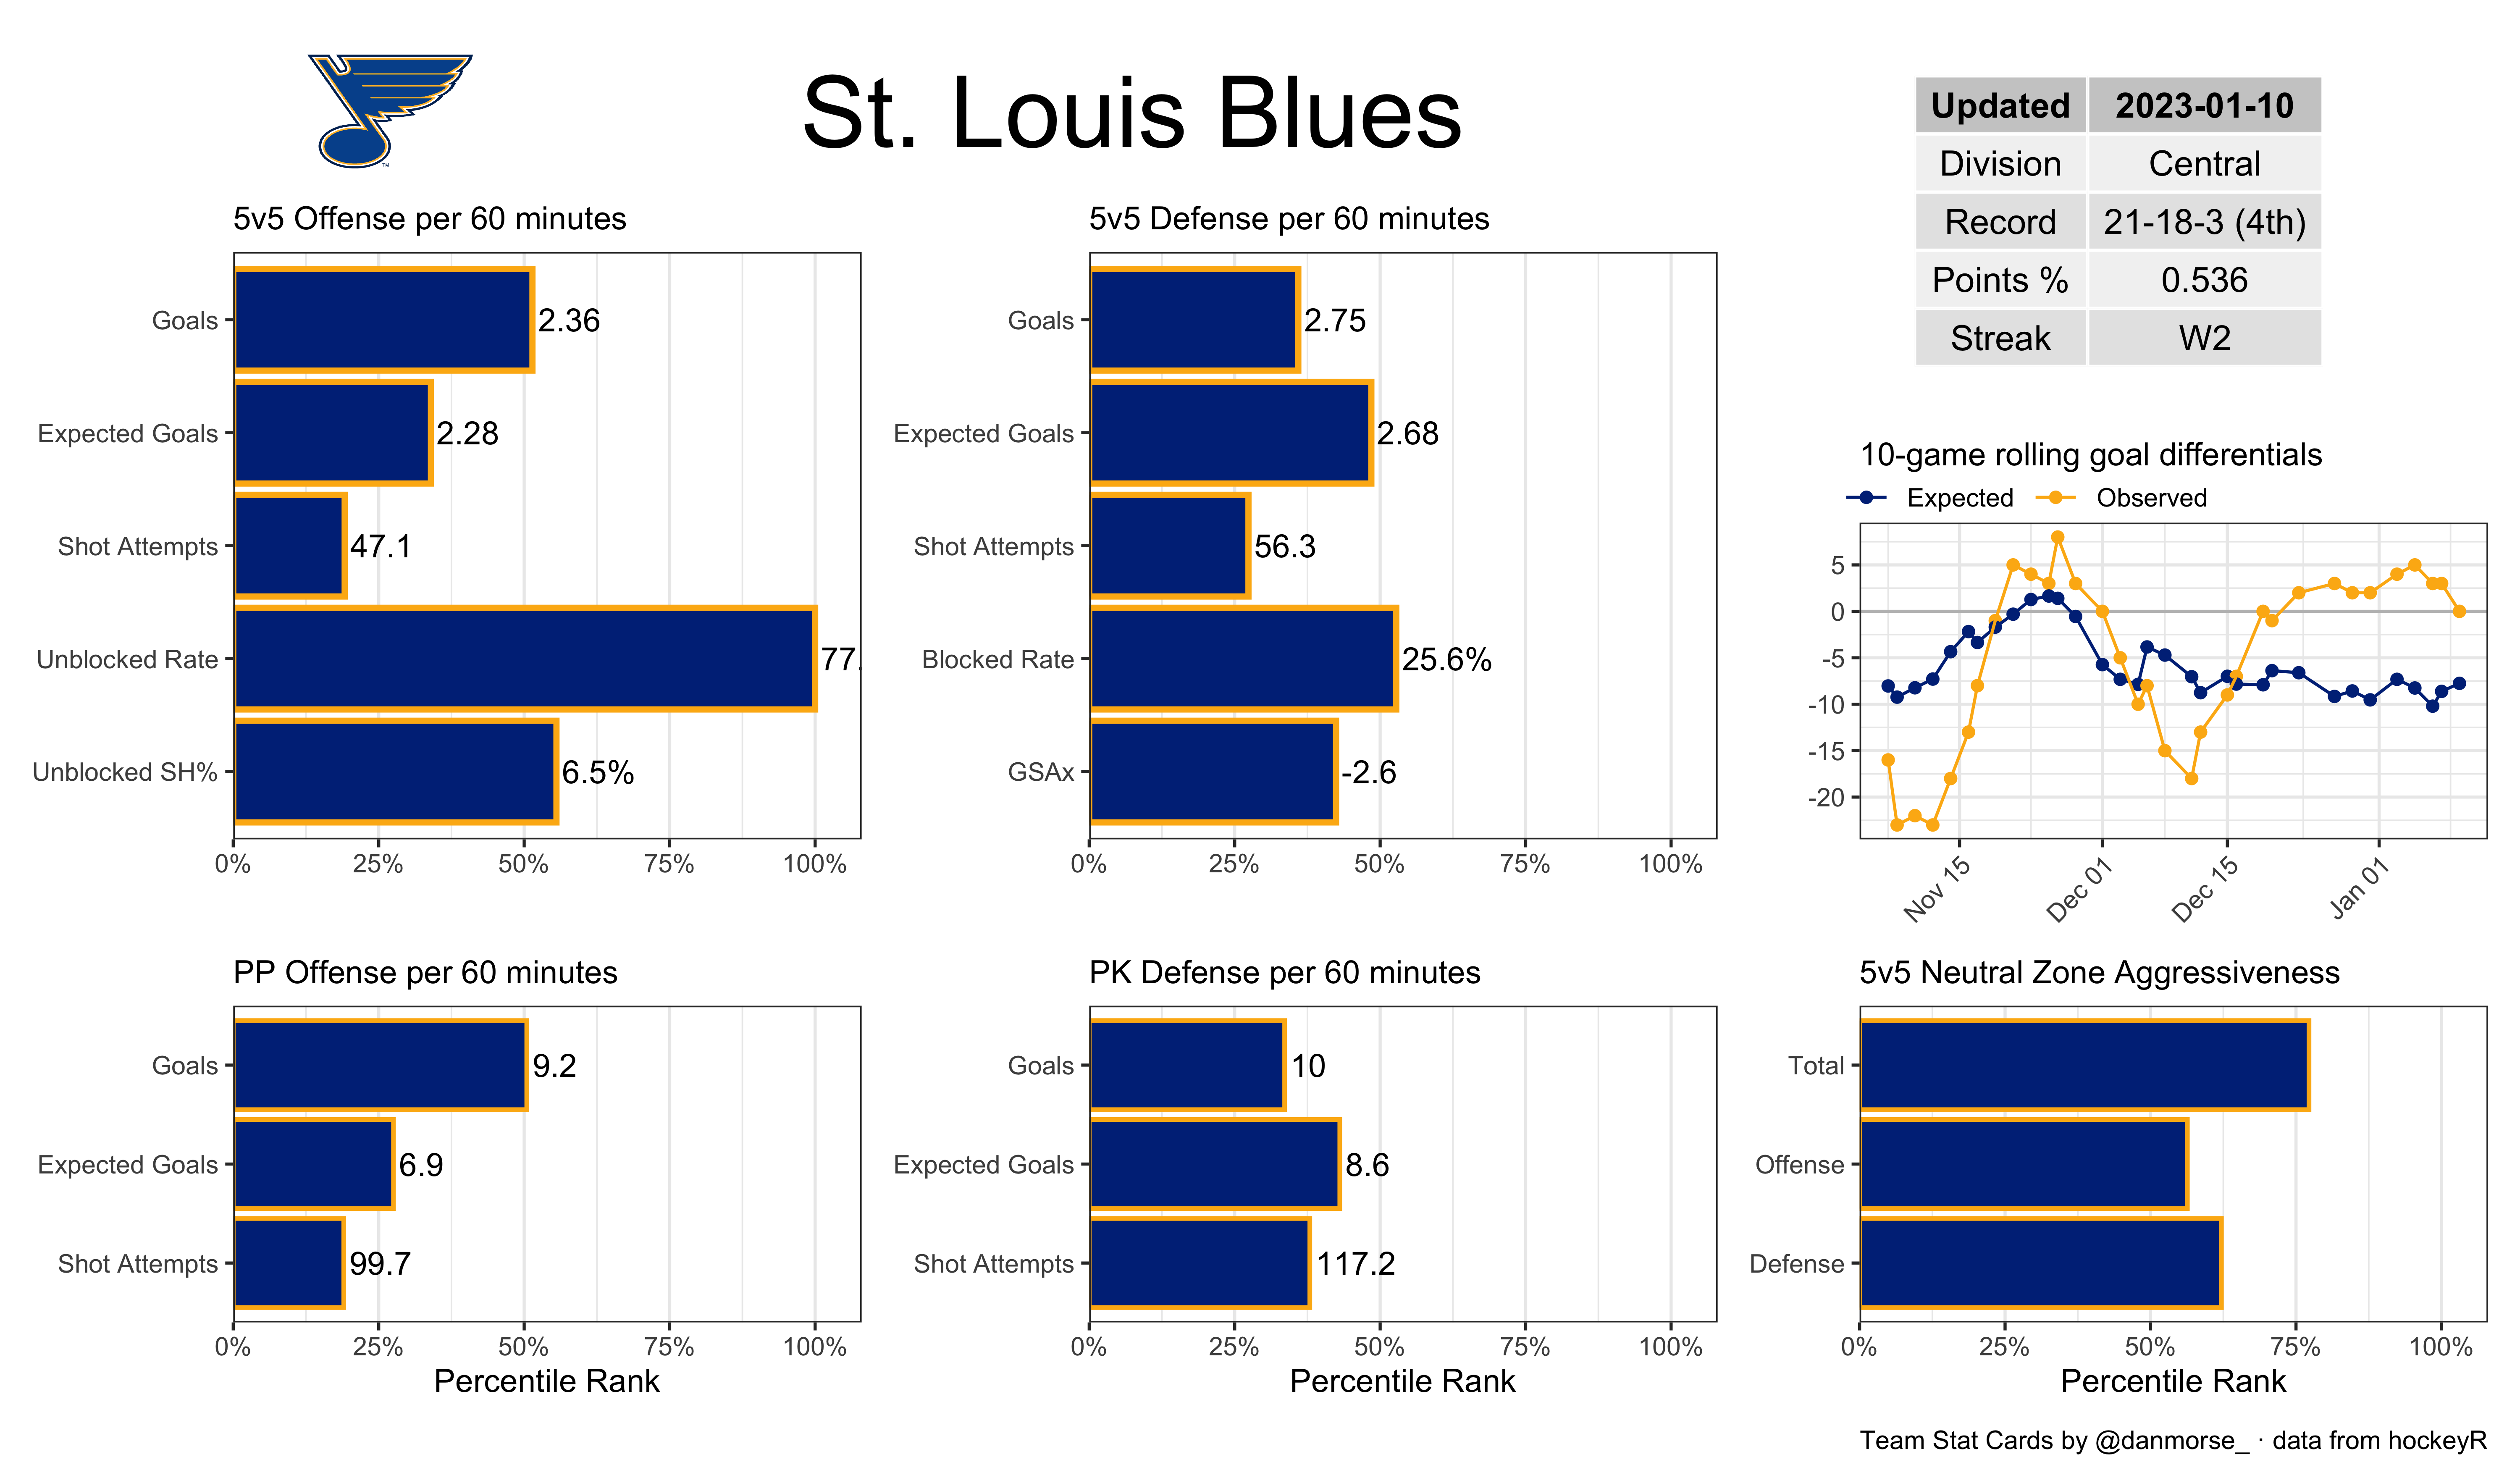 St. Louis Blues
Updated 2023-01-10
Division Central
Record 21-18-3 (4th)
Points % 0.536
Streak W2
5v5 Offense per 60 minutes
Goals 2.36
Expected Goals 2.28
Shot Attempts 47.1
Unblocked Rate 77.
Unblocked SH% 6.5%
0% 25% 50% 75% 100%
5v5 Defense per 60 minutes
Goals 2.75
Expected Goals 2.68
Shot Attempts 56.3
Blocked Rate 25.6%
GSAx -2.6
0% 25% 50% 75% 100%
10-game rolling goal differentials
Expected Observed
5
0
-5
-10
-15
-20
Nov 15 Dec 01 Dec 15 Jan 01
PP Offense per 60 minutes
Goals 9.2
Expected Goals 6.9
Shot Attempts 99.7
0% 25% 50% 75% 100%
Percentile Rank
PK Defense per 60 minutes
Goals 10
Expected Goals 8.6
Shot Attempts 117.2
0% 25% 50% 75% 100%
Percentile Rank
5v5 Neutral Zone Aggressiveness
Total
Offense
Defense
0% 25% 50% 75% 100%
Percentile Rank
Team Stat Cards by @danmorse_ · data from hockeyR